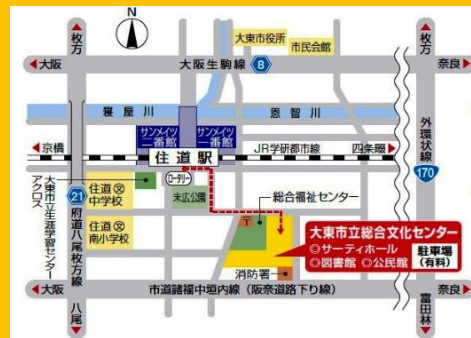 枚方
N
枚方
大東市役所
市民会館
大阪
大阪生駒線 8
奈良
寝屋川
恩智川
京橋
サンメイツ
二番館
サンメイツ
一番館
JR学研都市線
四条畷
住道駅
外環状線
170
大東市立生涯学習センター
アクロス
21
府道八尾枚方線
住道
中学校
ロータリー
末広公園
総合福祉センター
住道
南小学校
〒
大東市立総合文化センター
◎サーティホール
◎図書館 ◎公民館
駐車場
(有料)
消防署
大阪
市道諸福中垣内線(阪奈道路下り線)
奈良
八尾
富田林